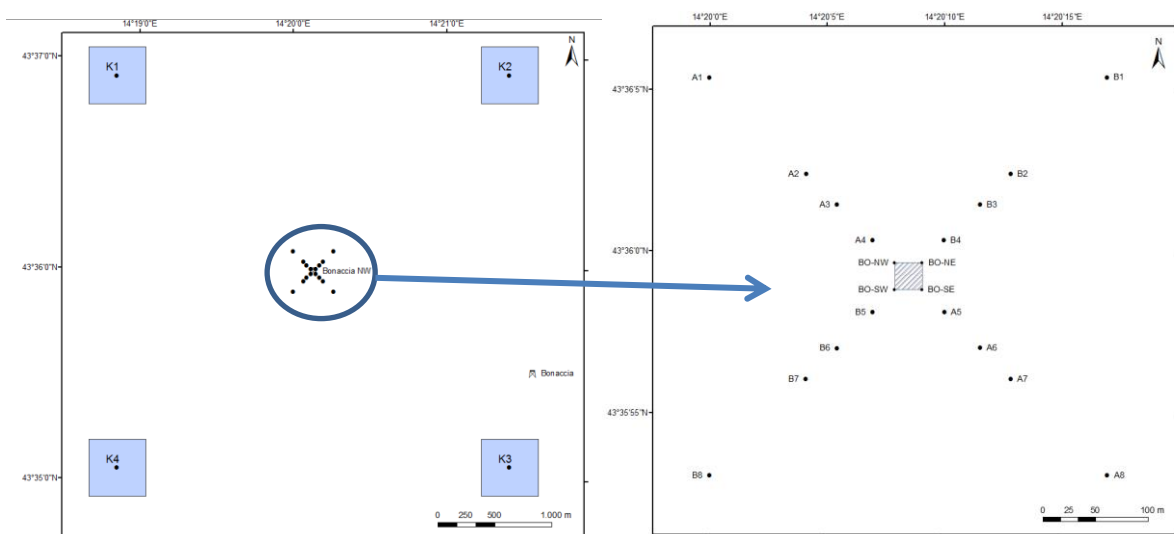 14°19'0"E 14°20'0"E 14°21'0"E
43°37'0"N
N
K1 K2
43°36'0"N
Bonaccia NW
Bonaccia
43°35'0"N
K4 K3
0 250 500 1.000 m
14°20'0"E 14°20'5"E 14°20'10"E 14°20'15"E
N
A1 B1
43°36'5"N
A2 B2
A3 B3
A4 B4
43°36'0"N
BO-NW BO-NE
BO-SW BO-SE
B5 A5
B6 A6
B7 A7
43°35'55"N
B8 A8
0 25 50 100 m